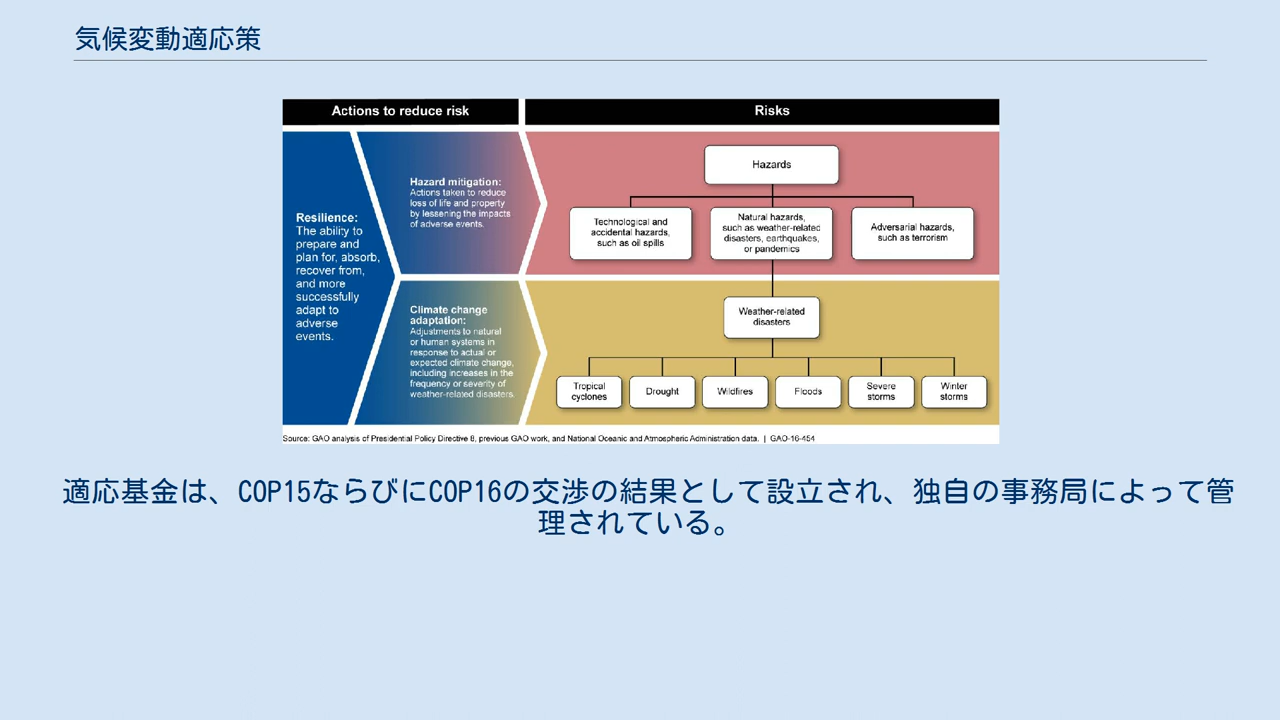 気候変動適応策
Actions to reduce risk
Risks
Resilience:
The ability to
prepare and
plan for, absorb,
recover from,
and more
successfully
adapt to
adverse
events.
Hazard mitigation:
Actions taken to reduce
loss of life and property
by lessening the impacts
of adverse events.
Climate change
adaptation:
Adjustments to natural
or human systems in
response to actual or
expected climate change,
including increases in the
frequency or severity of
weather-related disasters.
Hazards
Technological and
accidental hazards,
such as oil spills
Natural hazards,
such as weather-related
disasters, earthquakes,
or pandemics
Adversarial hazards,
such as terrorism
Weather-related
disasters
Tropical
cyclones
Drought
Wildfires
Floods
Severe
storms
Winter
storms
Source: GAO analysis of Presidential Policy Directive 8, previous GAO work, and National Oceanic and Atmospheric Administration data. | GAO-16-454
適応基金は、COP15ならびにCOP16の交渉の結果として設立され、独自の事務局によって管
理されている。